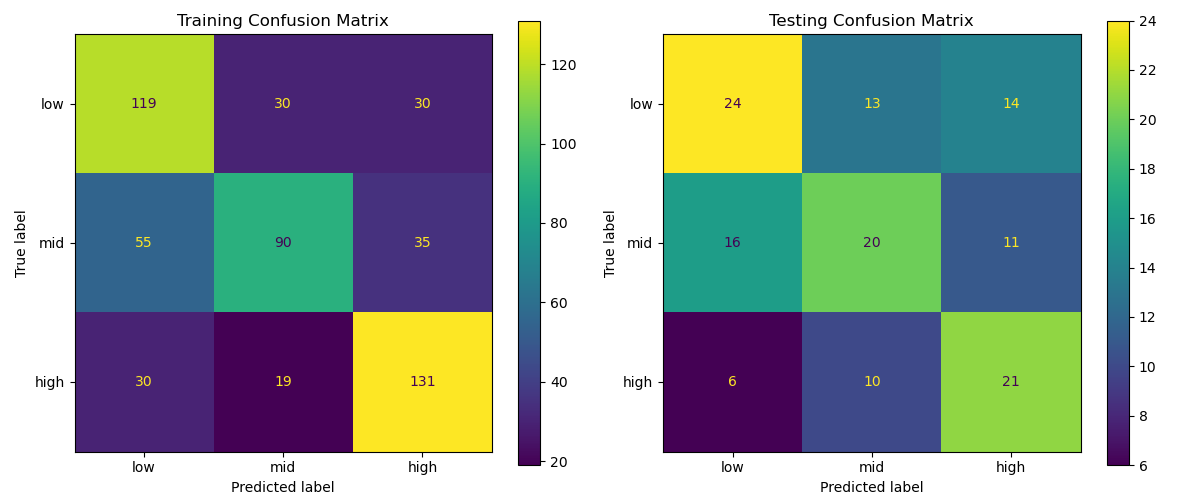 Training Confusion Matrix
low 119 30 30
mid 55 90 35
high 30 19 131
low mid high
Predicted label
True label
120
100
80
60
40
20
Testing Confusion Matrix
low 24 13 14
mid 16 20 11
high 6 10 21
low mid high
Predicted label
True label
24
22
20
18
16
14
12
10
8
6